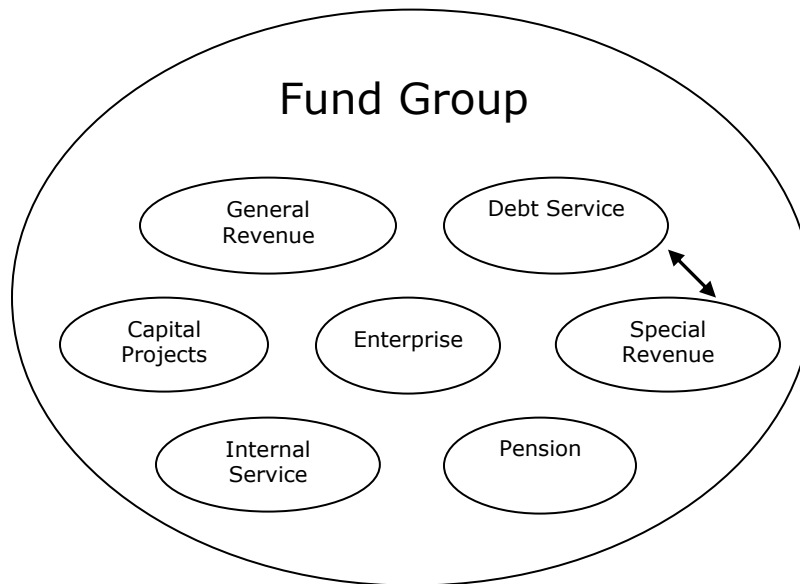 Fund Group
General
Revenue
Debt Service
Capital
Projects
Enterprise
Special
Revenue
Internal
Service
Pension